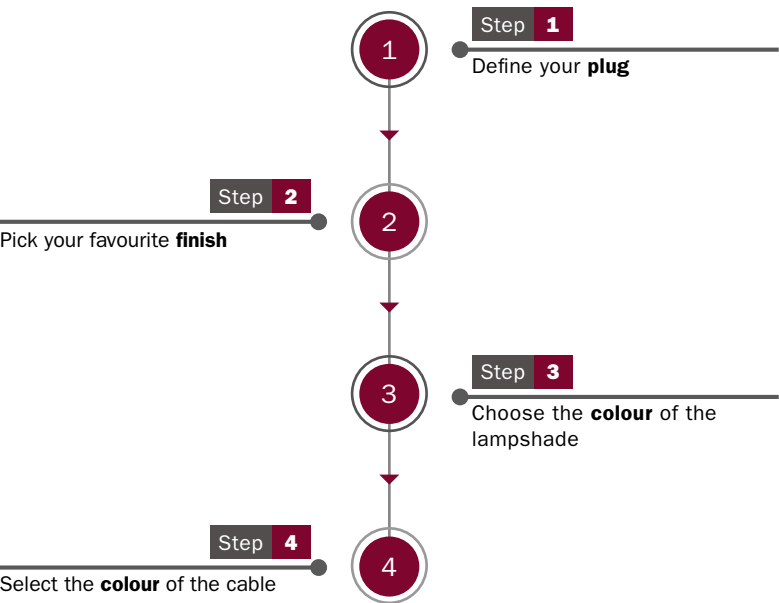 1
Step 1
Define your plug
Step 2
2
Pick your favourite finish
3
Step 3
Choose the colour of the
lampshade
Step 4
4
Select the colour of the cable